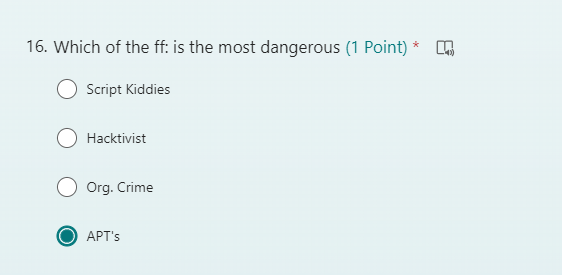 16. Which of the ff: is the most dangerous (1 Point) *
Script Kiddies
Hacktivist
Org. Crime
APT's